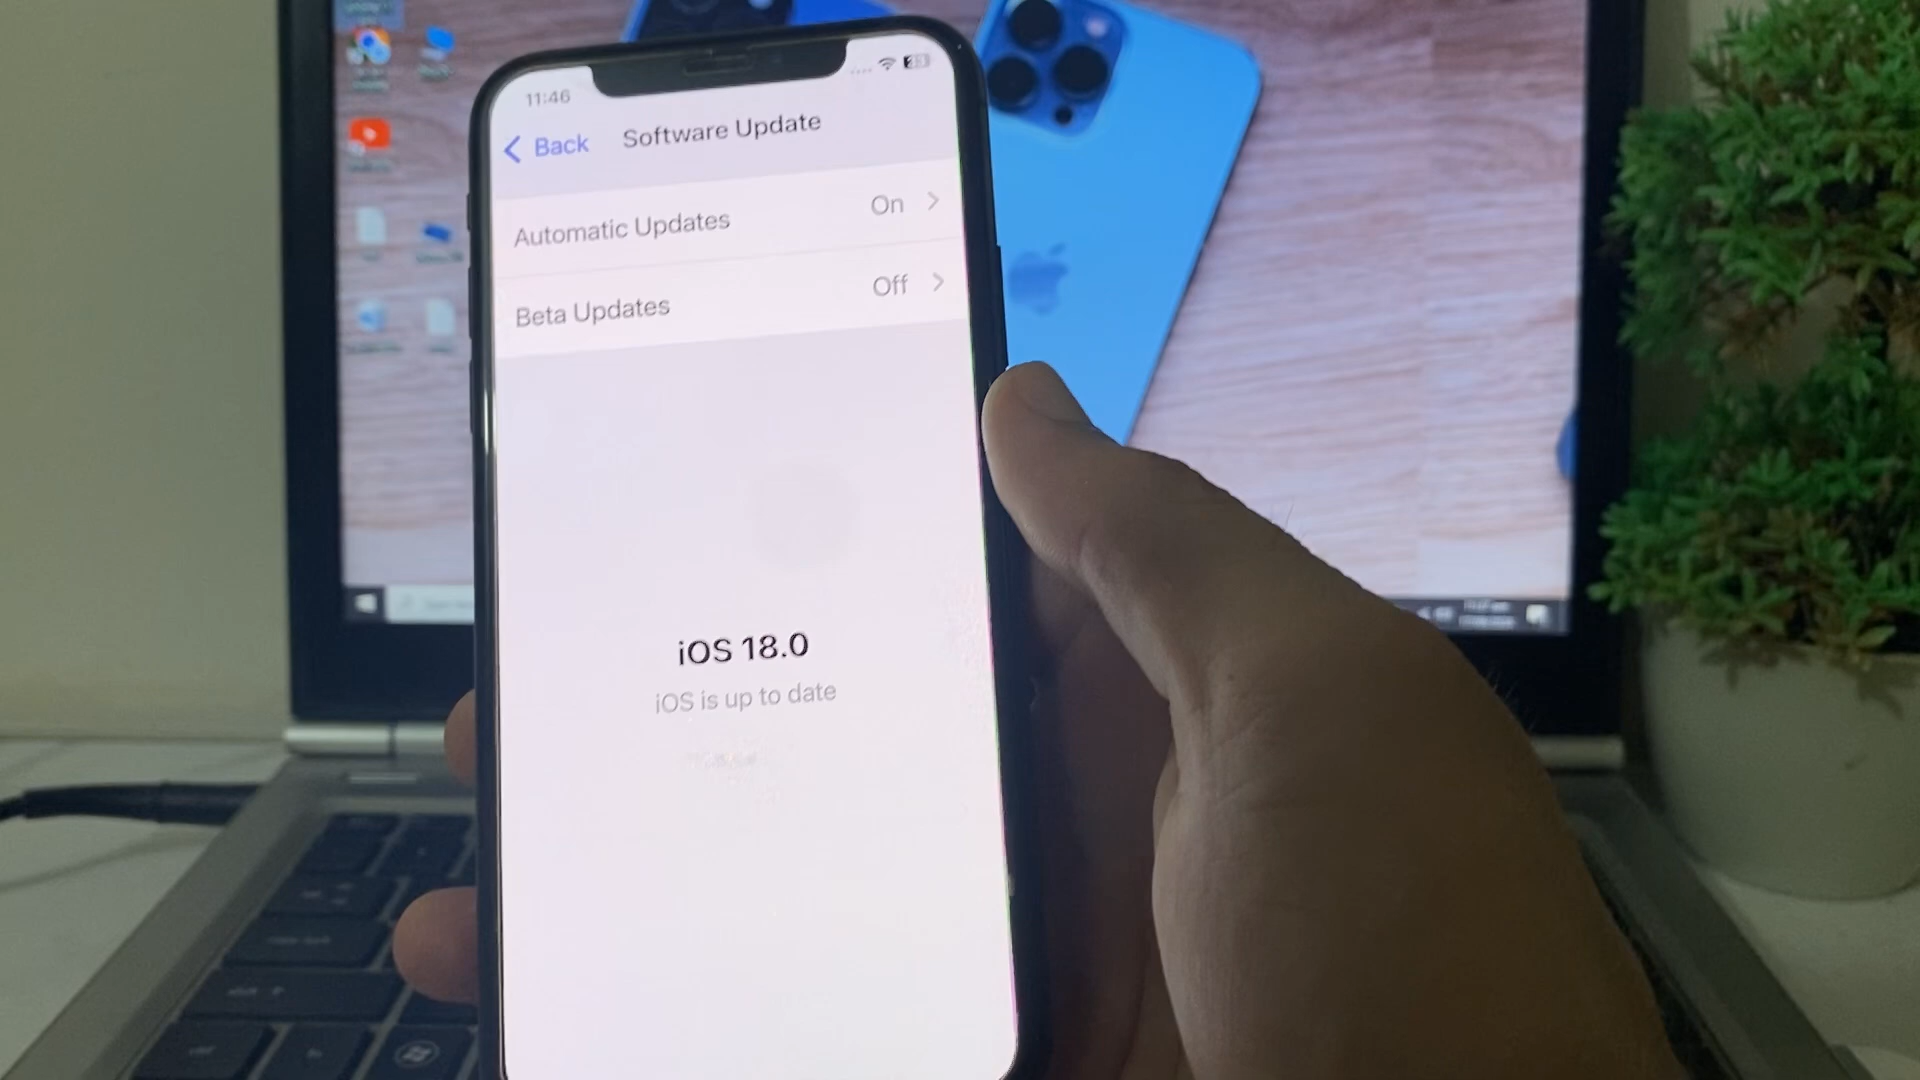 11:46
Back
Software Update
Automatic Updates
On
Beta Updates
Off
iOS 18.0
iOS is up to date